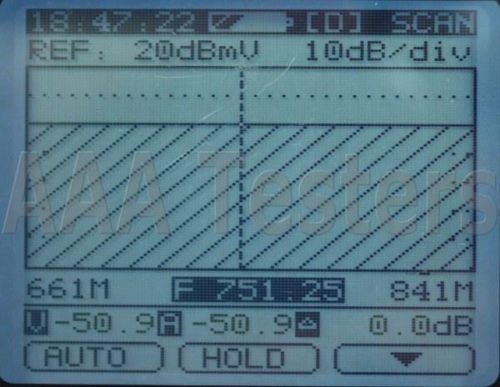 18.47.22 [D] SCAN
REF: 20dBmV 10dB/div
AAA Testers
661M F 751.25 841M
V -50.9 A -50.9 △ 0.0dB
AUTO HOLD